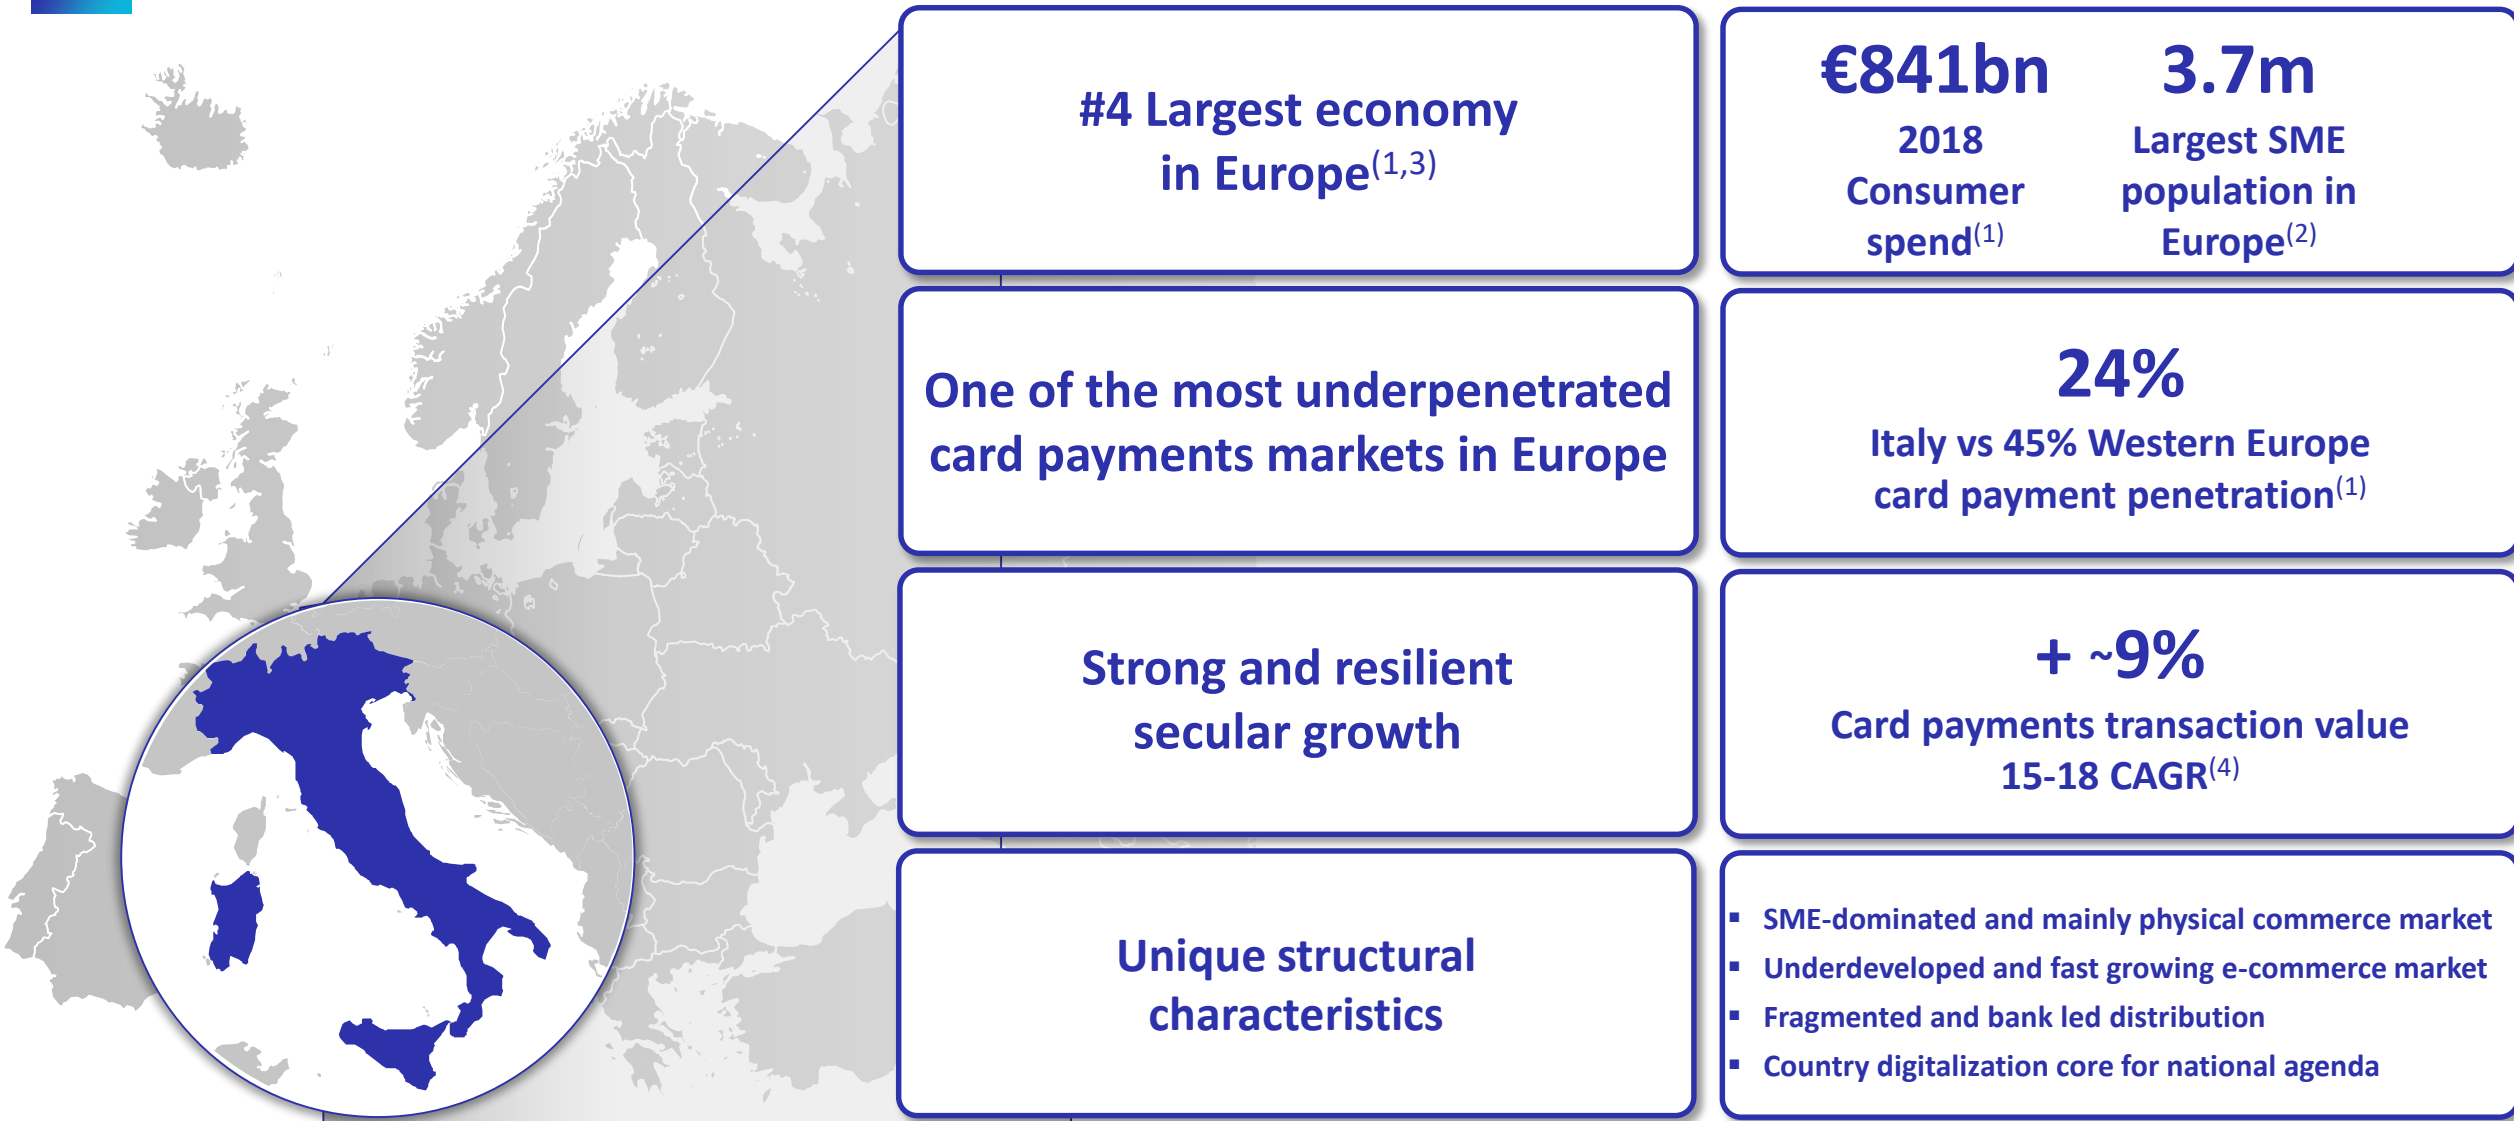 #4 Largest economy
in Europe(1,3)
€841bn
2018
Consumer
spend(1)
3.7m
Largest SME
population in
Europe(2)
One of the most underpenetrated
card payments markets in Europe
24%
Italy vs 45% Western Europe
card payment penetration(1)
Strong and resilient
secular growth
+ ~9%
Card payments transaction value
15-18 CAGR(4)
Unique structural
characteristics
▪ SME-dominated and mainly physical commerce market
▪ Underdeveloped and fast growing e-commerce market
▪ Fragmented and bank led distribution
▪ Country digitalization core for national agenda